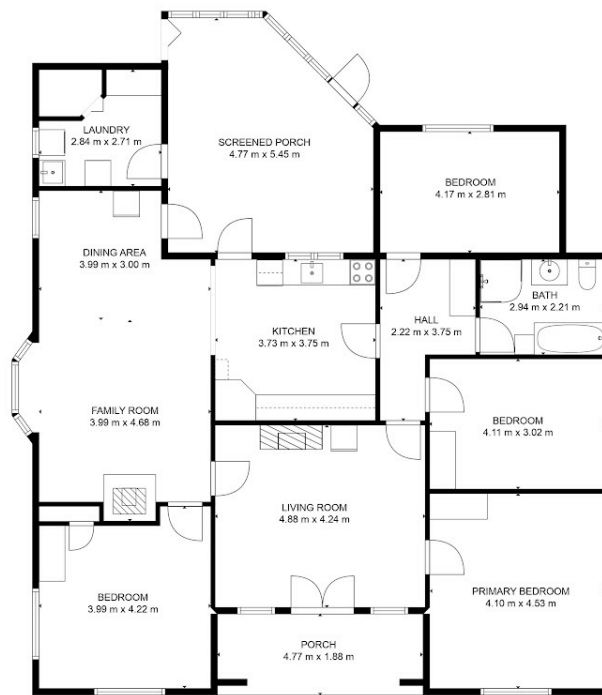 LAUNDRY
2.84 m x 2.71 m
SCREENED PORCH
4.77 m x 5.45 m
BEDROOM
4.17 m x 2.81 m
DINING AREA
3.99 m x 3.00 m
KITCHEN
3.73 m x 3.75 m
HALL
2.22 m x 3.75 m
BATH
2.94 m x 2.21 m
FAMILY ROOM
3.99 m x 4.68 m
BEDROOM
4.11 m x 3.02 m
LIVING ROOM
4.88 m x 4.24 m
BEDROOM
3.99 m x 4.22 m
PRIMARY BEDROOM
4.10 m x 4.53 m
PORCH
4.77 m x 1.88 m